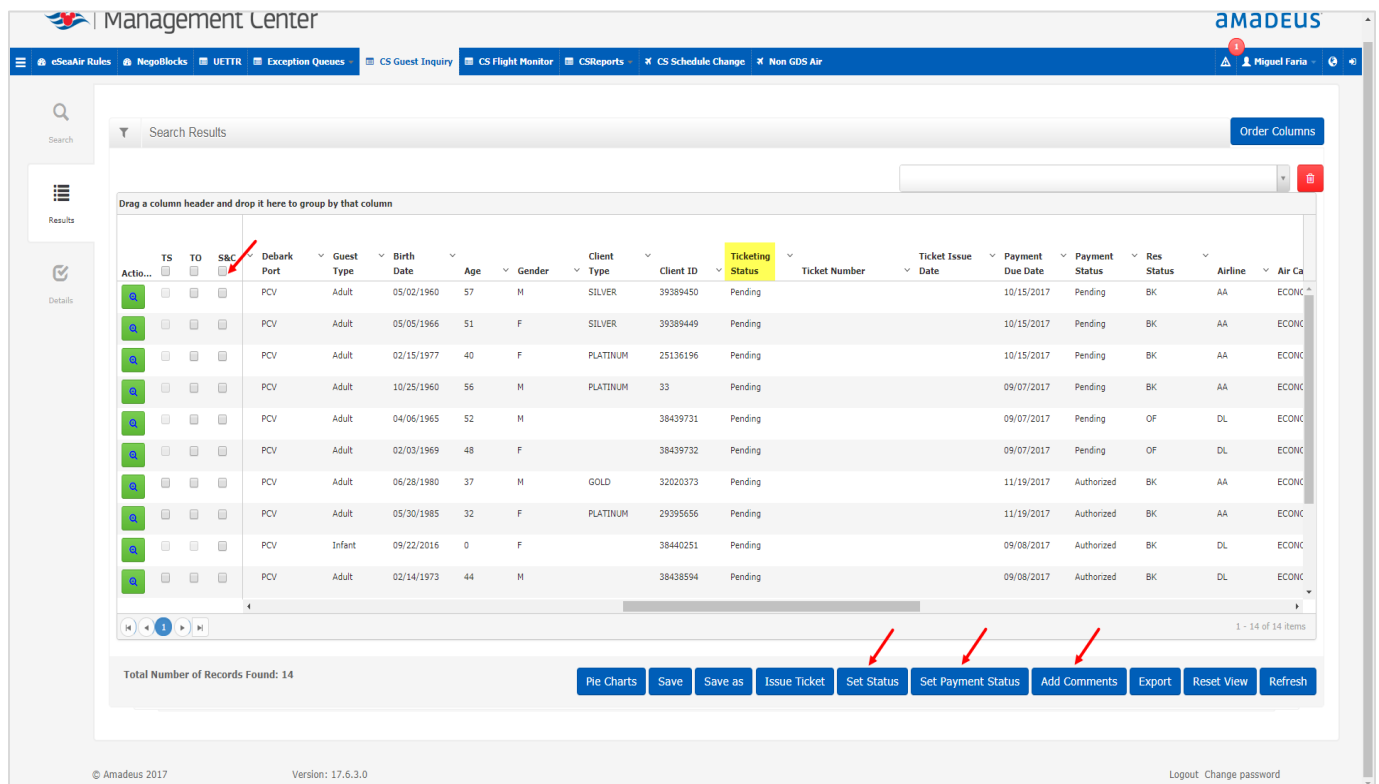 Management Center
aMaDEUS
1
eSeaAir Rules NegoBlocks UETTR Exception Queues CS Guest Inquiry CS Flight Monitor CSReports CS Schedule Change Non GDS Air Miguel Faria
Search
Results
Details
Search Results Order Columns
Drag a column header and drop it here to group by that column
Actio... TS TO S&C Debark Port Guest Type Birth Date Age Gender Client Type Client ID Ticketing Status Ticket Number Ticket Issue Date Payment Due Date Payment Status Res Status Airline Air Ca
PCV Adult 05/02/1960 57 M SILVER 39389450 Pending 10/15/2017 Pending BK AA ECONC
PCV Adult 05/05/1966 51 F SILVER 39389449 Pending 10/15/2017 Pending BK AA ECONC
PCV Adult 02/15/1977 40 F PLATINUM 25136196 Pending 10/15/2017 Pending BK AA ECONC
PCV Adult 10/25/1960 56 M PLATINUM 33 Pending 09/07/2017 Pending BK AA ECONC
PCV Adult 04/06/1965 52 M 38439731 Pending 09/07/2017 Pending OF DL ECONC
PCV Adult 02/03/1969 48 F 38439732 Pending 09/07/2017 Pending OF DL ECONC
PCV Adult 06/28/1980 37 M GOLD 32020373 Pending 11/19/2017 Authorized BK AA ECONC
PCV Adult 05/30/1985 32 F PLATINUM 29395656 Pending 11/19/2017 Authorized BK AA ECONC
PCV Infant 09/22/2016 0 F 38440251 Pending 09/08/2017 Authorized BK DL ECONC
PCV Adult 02/14/1973 44 M 38438594 Pending 09/08/2017 Authorized BK DL ECONC
1 1 - 14 of 14 items
Total Number of Records Found: 14
Pie Charts Save Save as Issue Ticket Set Status Set Payment Status Add Comments Export Reset View Refresh
© Amadeus 2017 Version: 17.6.3.0 Logout Change password